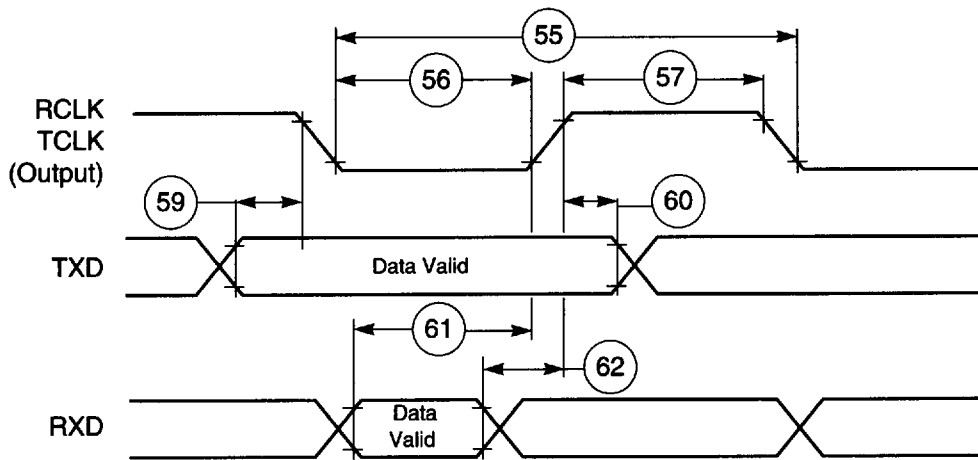 55
56
57
RCLK
TCLK
(Output)
59
60
TXD
Data Valid
61
62
RXD
Data
Valid